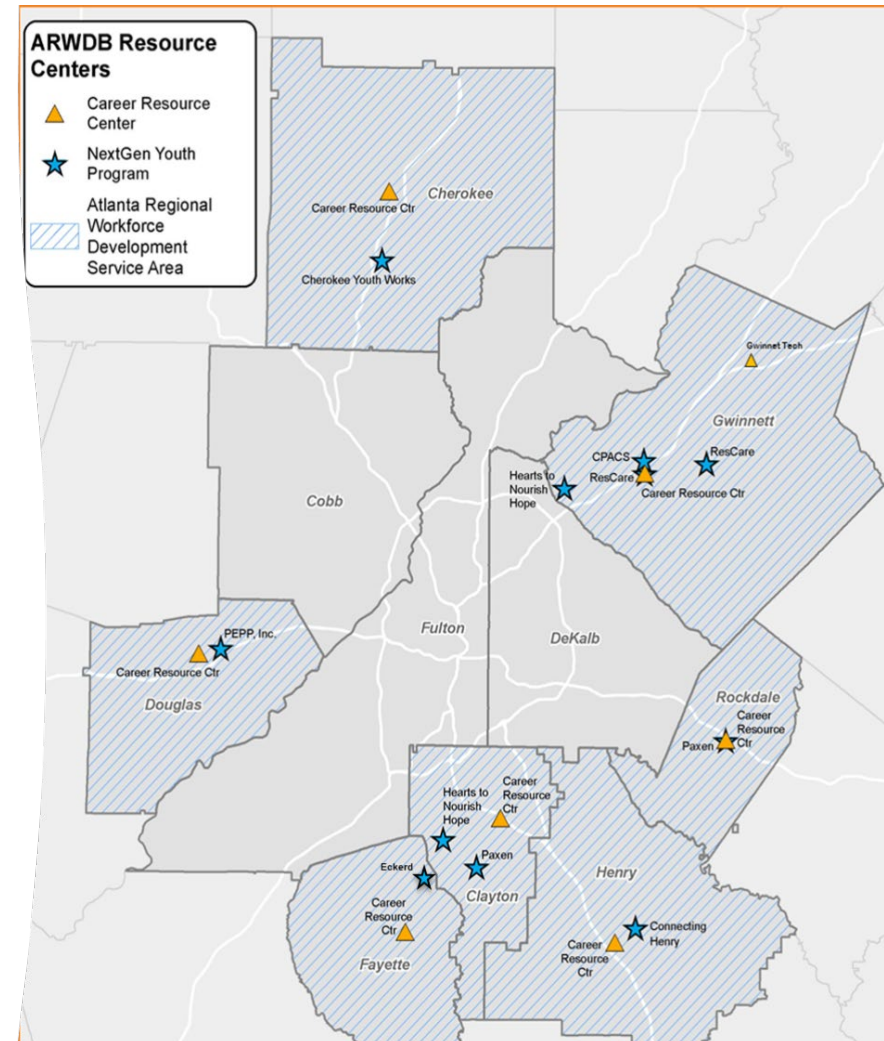 ARWDB Resource
Centers
Career Resource
Center
NextGen Youth
Program
Atlanta Regional
Workforce
Development
Service Area
Cherokee
Career Resource Ctr
Cherokee Youth Works
Gwinnet Tech
Gwinnett
CPACS
ResCare
ResCare
Career Resource Ctr
Hearts to
Nourish
Hope
Cobb
Fulton
DeKalb
PEPP, Inc.
Career Resource Ctr
Douglas
Rockdale
Career
Resource
Ctr
Paxen
Hearts to
Nourish
Hope
Career
Resource
Ctr
Paxen
Clayton
Eckerd
Career
Resource
Ctr
Fayette
Henry
Connecting
Henry
Career
Resource
Ctr